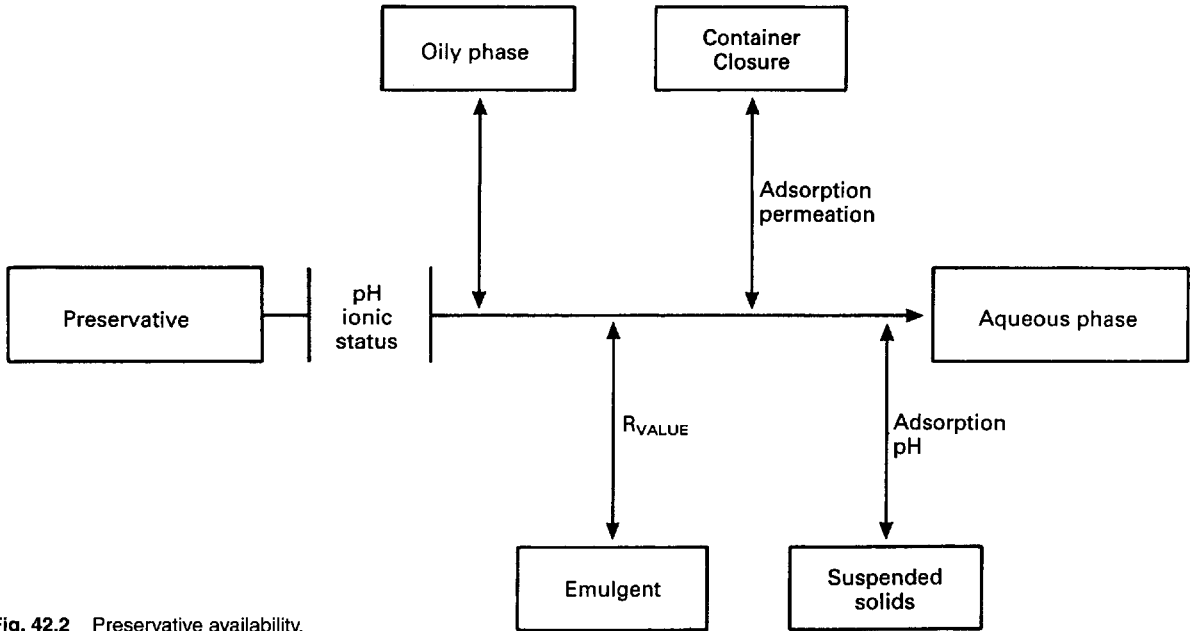 Oily phase
Container
Closure
Adsorption
permeation
Preservative
pH
ionic
status
Aqueous phase
RVALUE
Adsorption
pH
Emulgent
Suspended
solids
Fig. 42.2 Preservative availability.